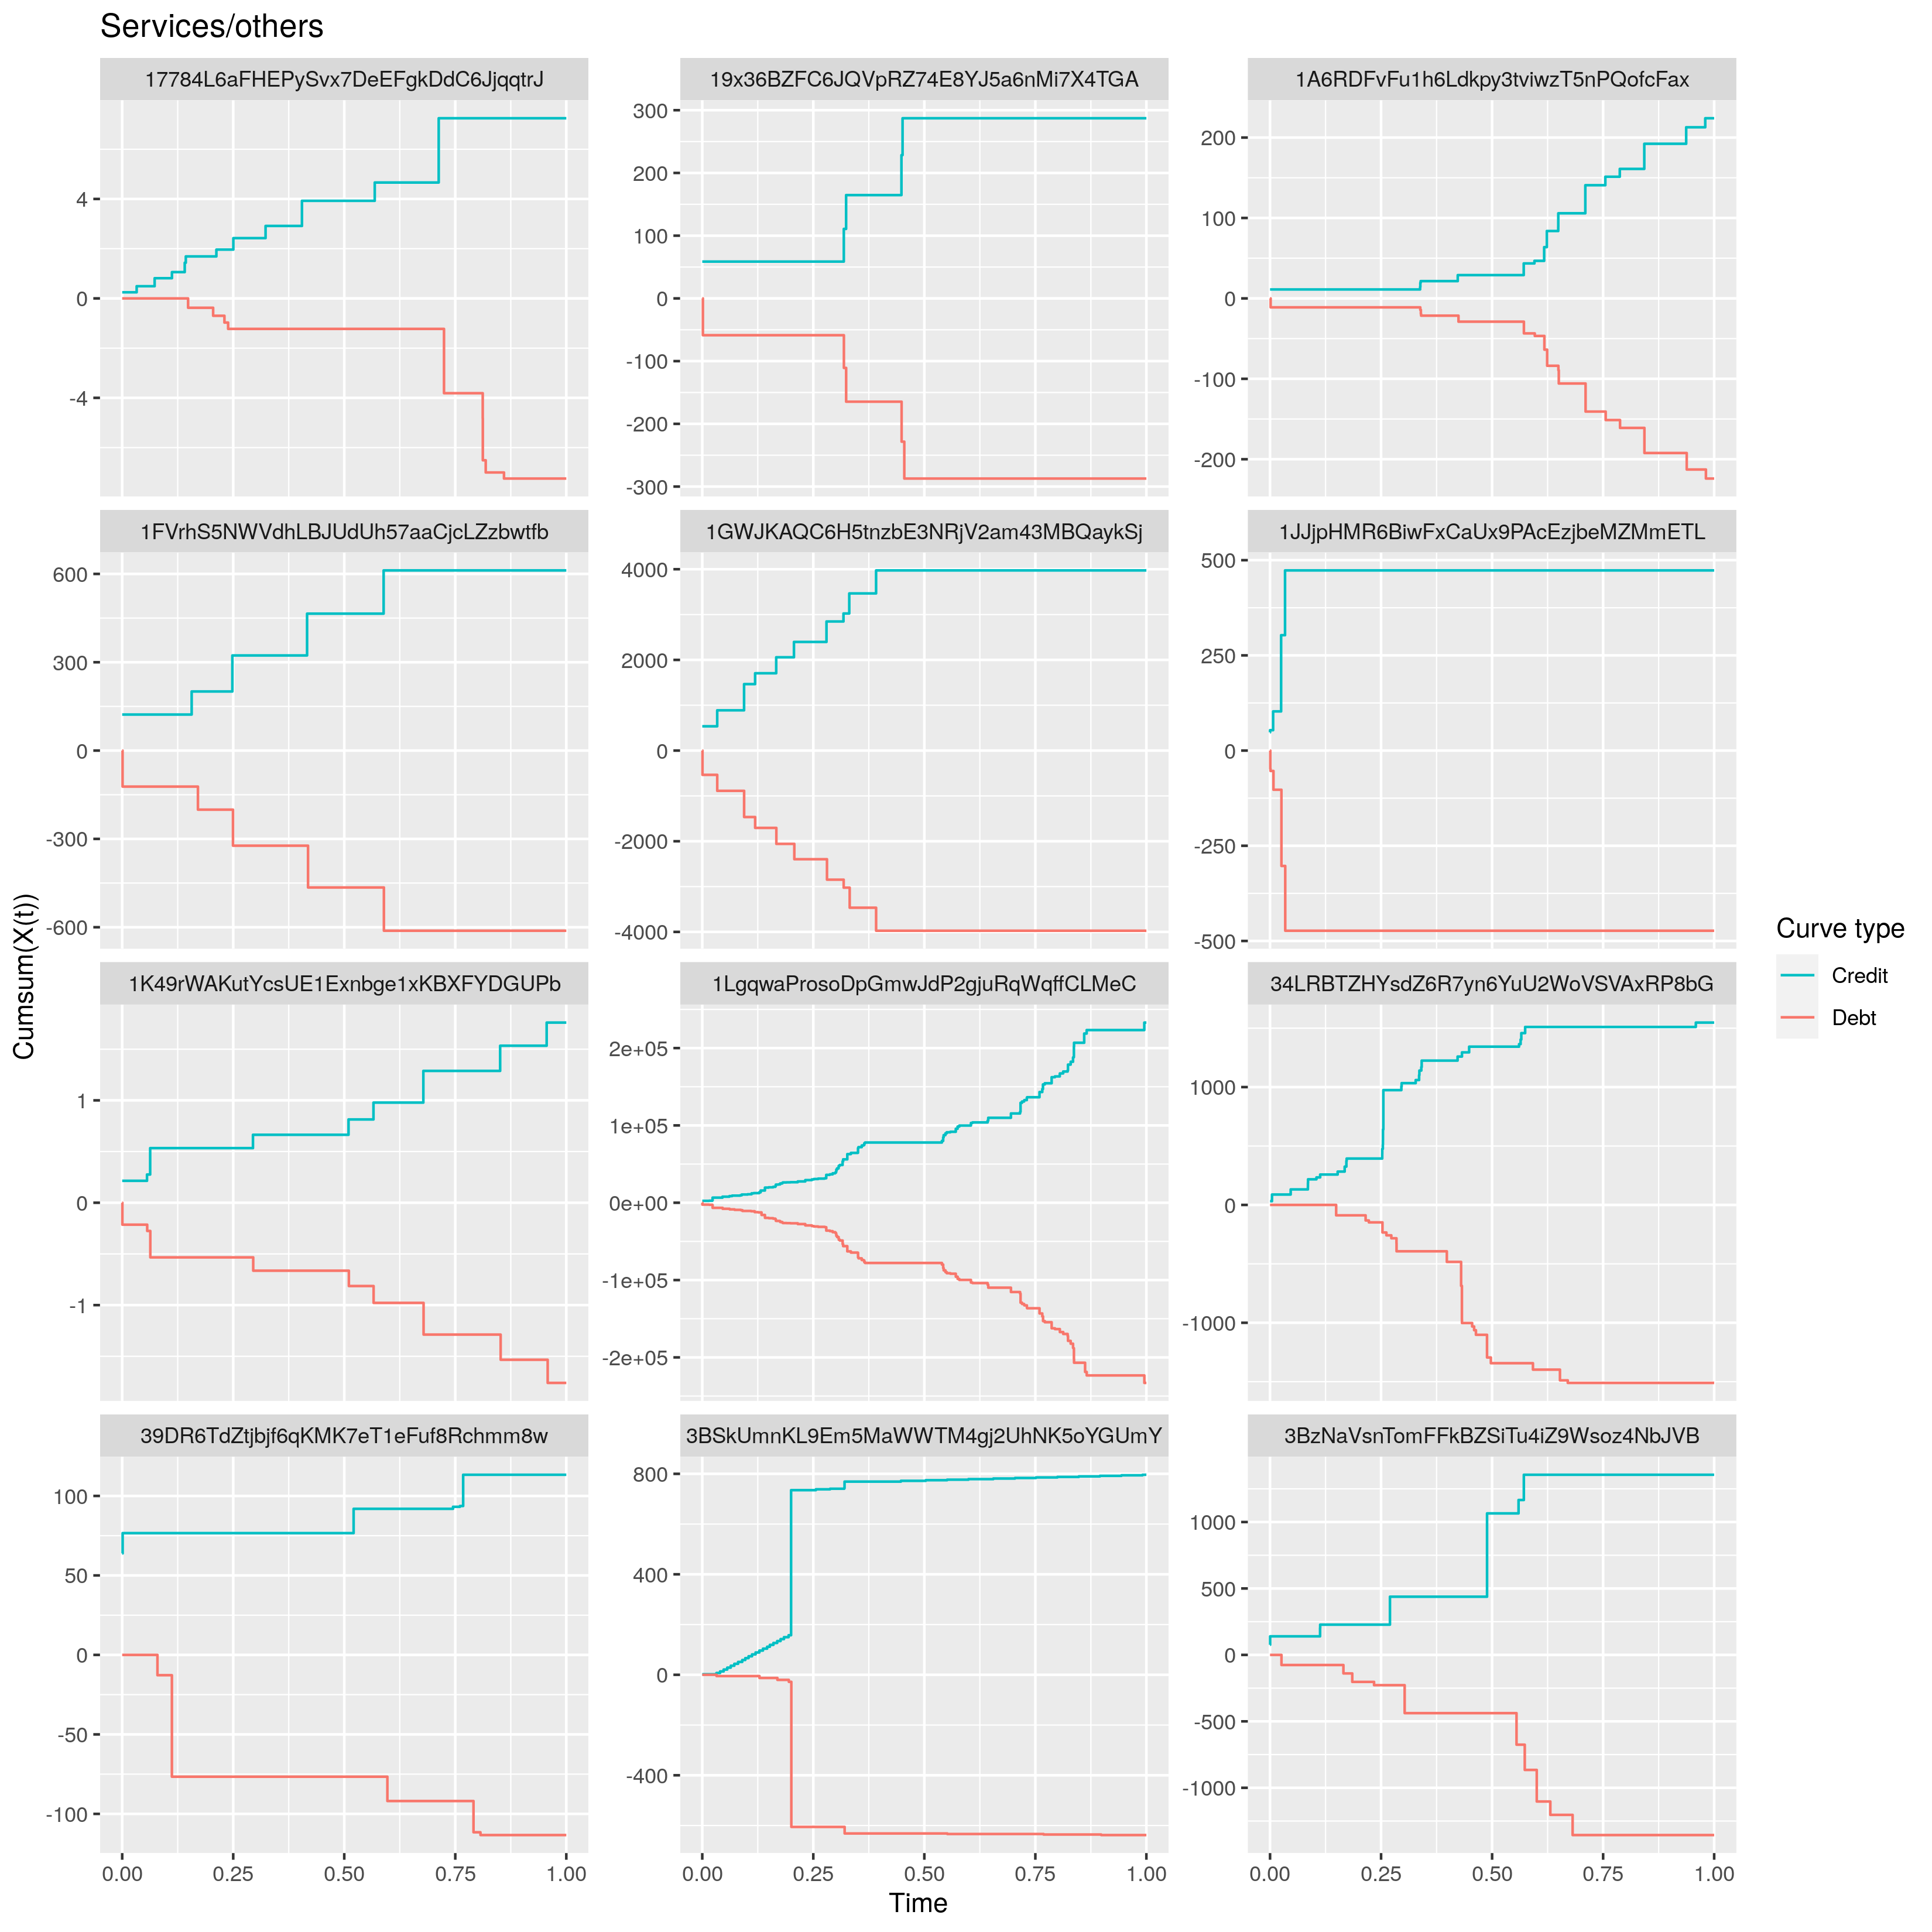 Services/others
17784L6aFHEPySvx7DeEFgkDdC6JjqqtrJ
19x36BZFC6JQVpRZ74E8YJ5a6nMi7X4TGA
1A6RDFvFu1h6Ldkpy3tviwzT5nPQofcFax
4
0
-4
300
200
100
0
-100
-200
-300
200
100
0
-100
-200
1FVrhS5NWVdhLBJUdUh57aaCjcLZzbwtfb
1GWJKAQC6H5tnzbE3NRjV2am43MBQaykSj
1JJjpHMR6BiwFxCaUx9PAcEzjbeMZMmETL
600
300
0
-300
-600
4000
2000
0
-2000
-4000
500
250
0
-250
-500
1K49rWAKutYcsUE1Exnbge1xKBXFYDGUPb
1LgqwaProsoDpGmwJdP2gjuRqWqffCLMeC
34LRBTZHYsdZ6R7yn6YuU2WoVSVAxRP8bG
1
0
-1
2e+05
1e+05
0e+00
-1e+05
-2e+05
1000
0
-1000
39DR6TdZtjbjf6qKMK7eT1eFuf8Rchmm8w
3BSkUmnKL9Em5MaWWTM4gj2UhNK5oYGUmY
3BzNaVsnTomFFkBZSiTu4iZ9Wsoz4NbJVB
100
50
0
-50
-100
800
400
0
-400
1000
500
0
-500
-1000
0.00 0.25 0.50 0.75 1.00
0.00 0.25 0.50 0.75 1.00
0.00 0.25 0.50 0.75 1.00
Time
Cumsum(X(t))
Curve type
Credit
Debt